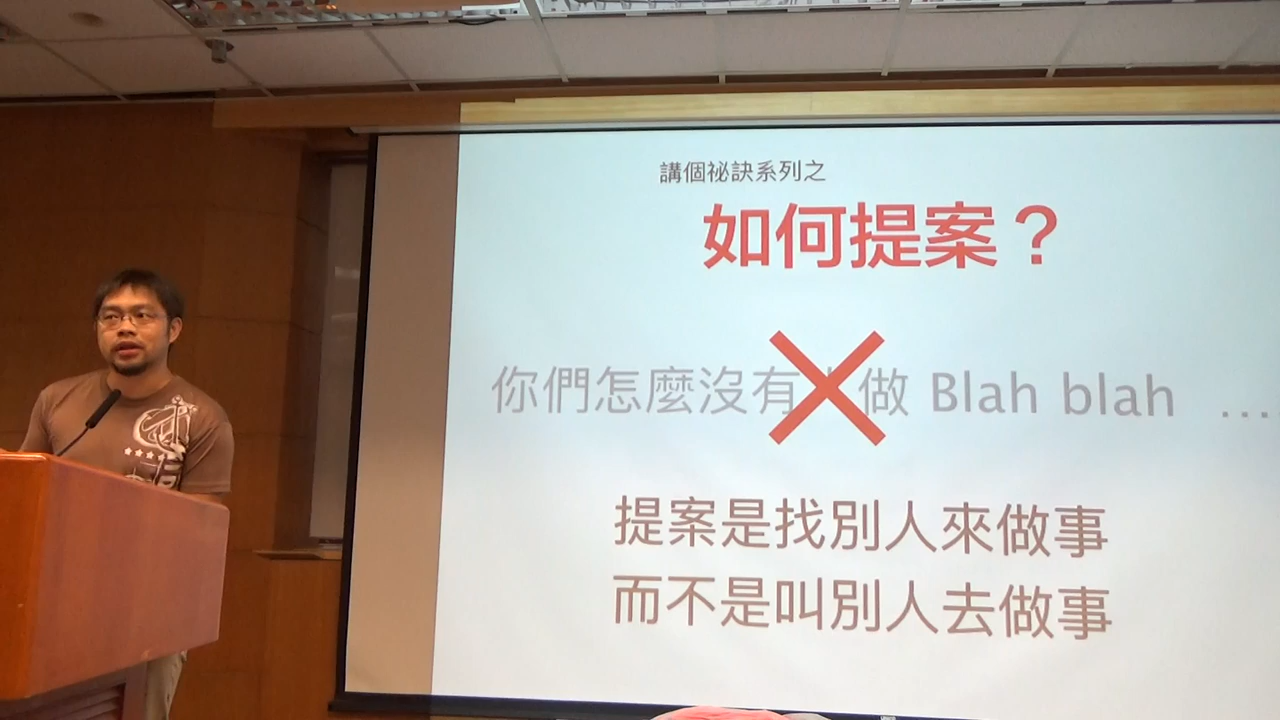 講個祕訣系列之
如何提案？
你們怎麼沒有人做 Blah blah …
提案是找別人來做事
而不是叫別人去做事